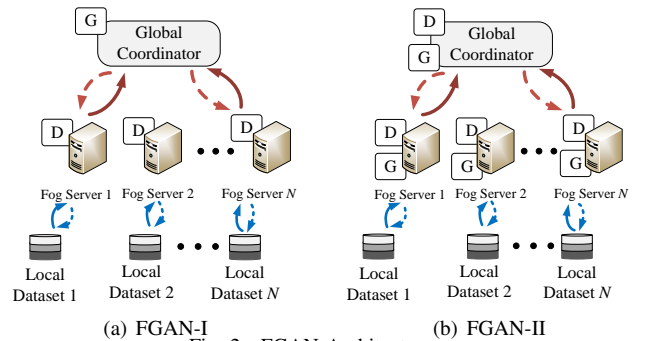 G
Global
Coordinator
D
D
D
Fog Server 1
Fog Server 2
Fog Server N
Local
Dataset 1
Local
Dataset 2
Local
Dataset N
(a) FGAN-I
D
G
Global
Coordinator
D
G
D
G
D
G
Fog Server 1
Fog Server 2
Fog Server N
Local
Dataset 1
Local
Dataset 2
Local
Dataset N
(b) FGAN-II